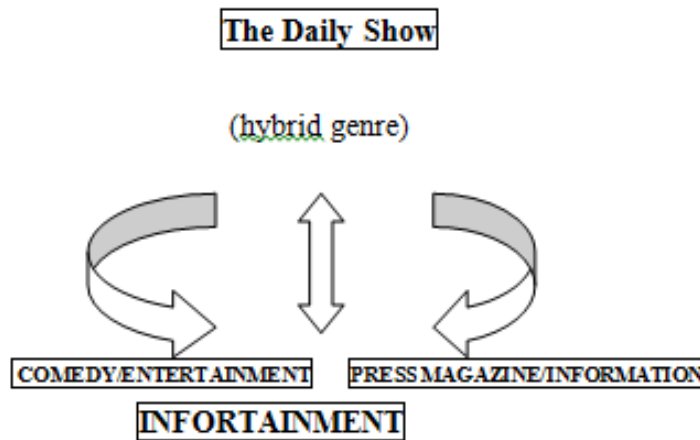 The Daily Show
(hybrid genre)
COMEDY/ENTERTAINMENT PRESS MAGAZINE/INFORMATION
INFORTAINMENT